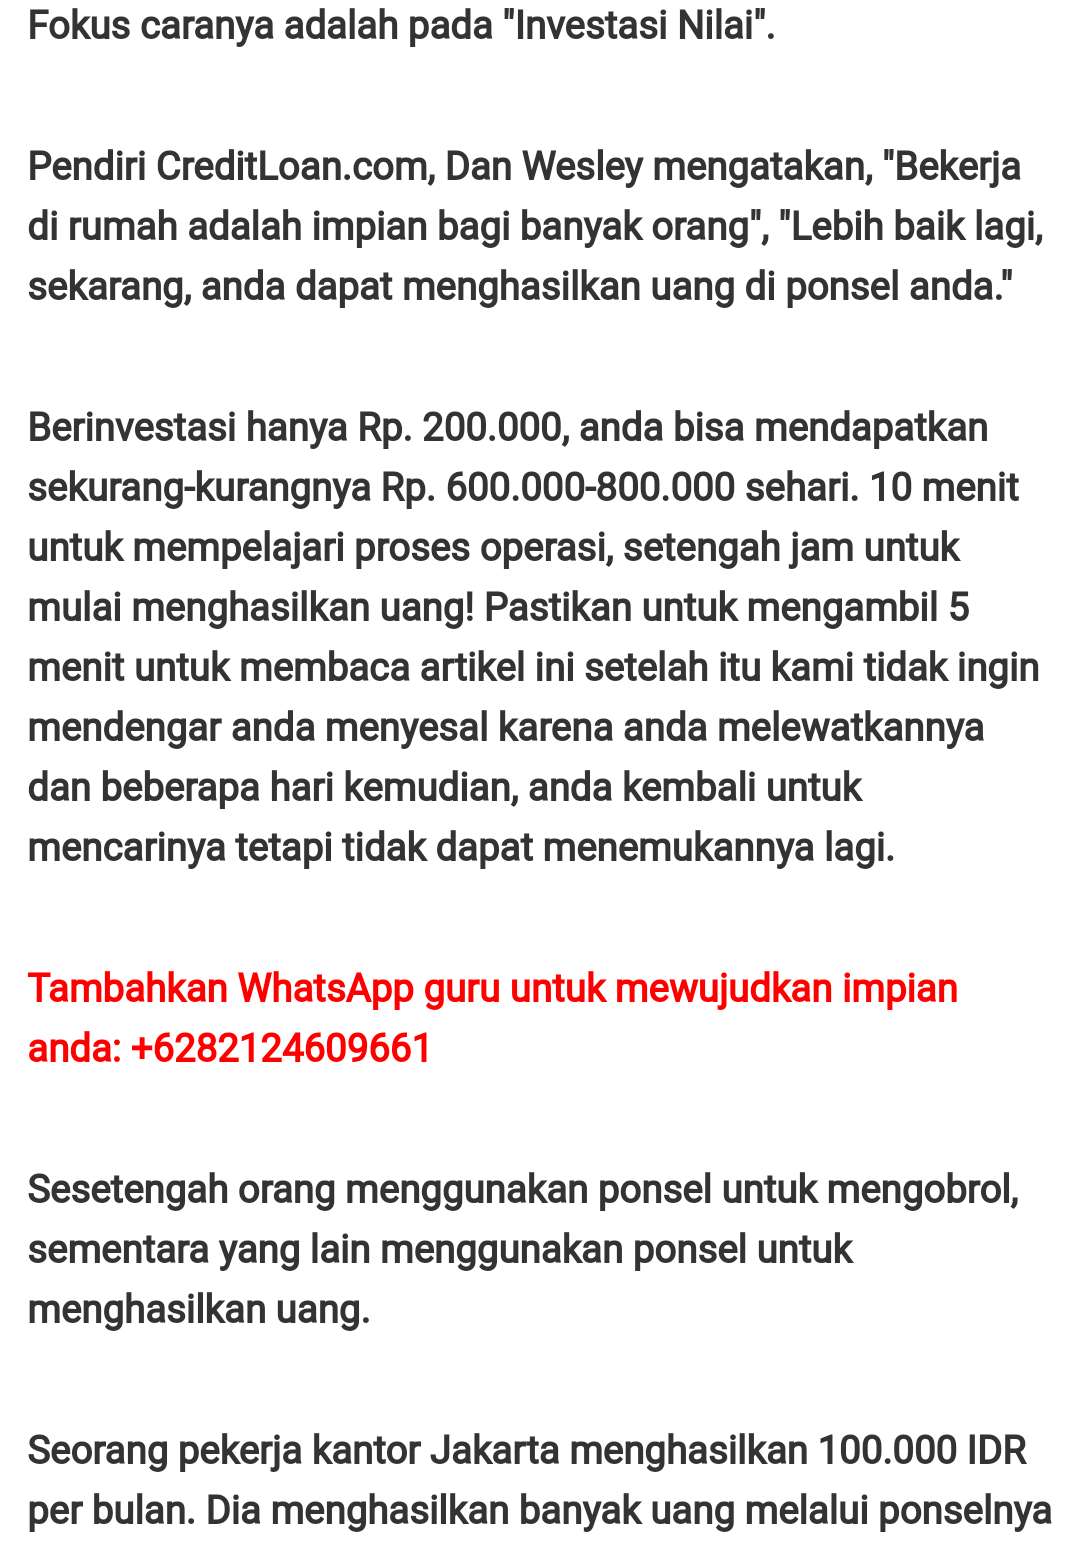 Fokus caranya adalah pada "Investasi Nilai".
Pendiri CreditLoan.com, Dan Wesley mengatakan, "Bekerja
di rumah adalah impian bagi banyak orang", "Lebih baik lagi,
sekarang, anda dapat menghasilkan uang di ponsel anda."
Berinvestasi hanya Rp. 200.000, anda bisa mendapatkan
sekurang-kurangnya Rp. 600.000-800.000 sehari. 10 menit
untuk mempelajari proses operasi, setengah jam untuk
mulai menghasilkan uang! Pastikan untuk mengambil 5
menit untuk membaca artikel ini setelah itu kami tidak ingin
mendengar anda menyesal karena anda melewatkannya
dan beberapa hari kemudian, anda kembali untuk
mencarinya tetapi tidak dapat menemukannya lagi.
Tambahkan WhatsApp guru untuk mewujudkan impian
anda: +6282124609661
Sesetengah orang menggunakan ponsel untuk mengobrol,
sementara yang lain menggunakan ponsel untuk
menghasilkan uang.
Seorang pekerja kantor Jakarta menghasilkan 100.000 IDR
per bulan. Dia menghasilkan banyak uang melalui ponselnya